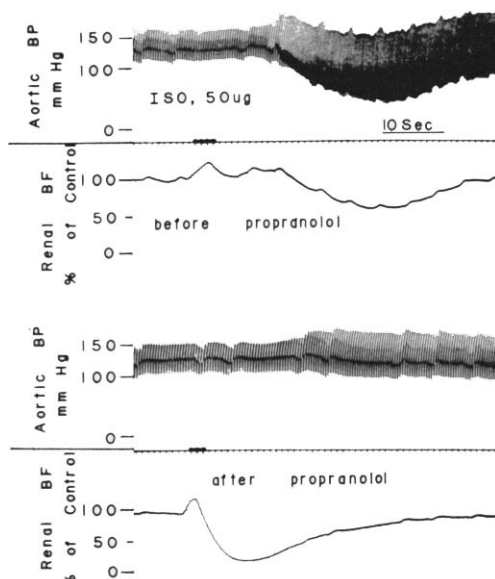 Aortic BP
mm Hg
150
100
0
ISO, 50ug
10 Sec
Renal BF
% of Control
100
50
0
before propranolol
Aortic BP
mm Hg
150
100
0
Renal BF
% of Control
100
50
0
after propranolol